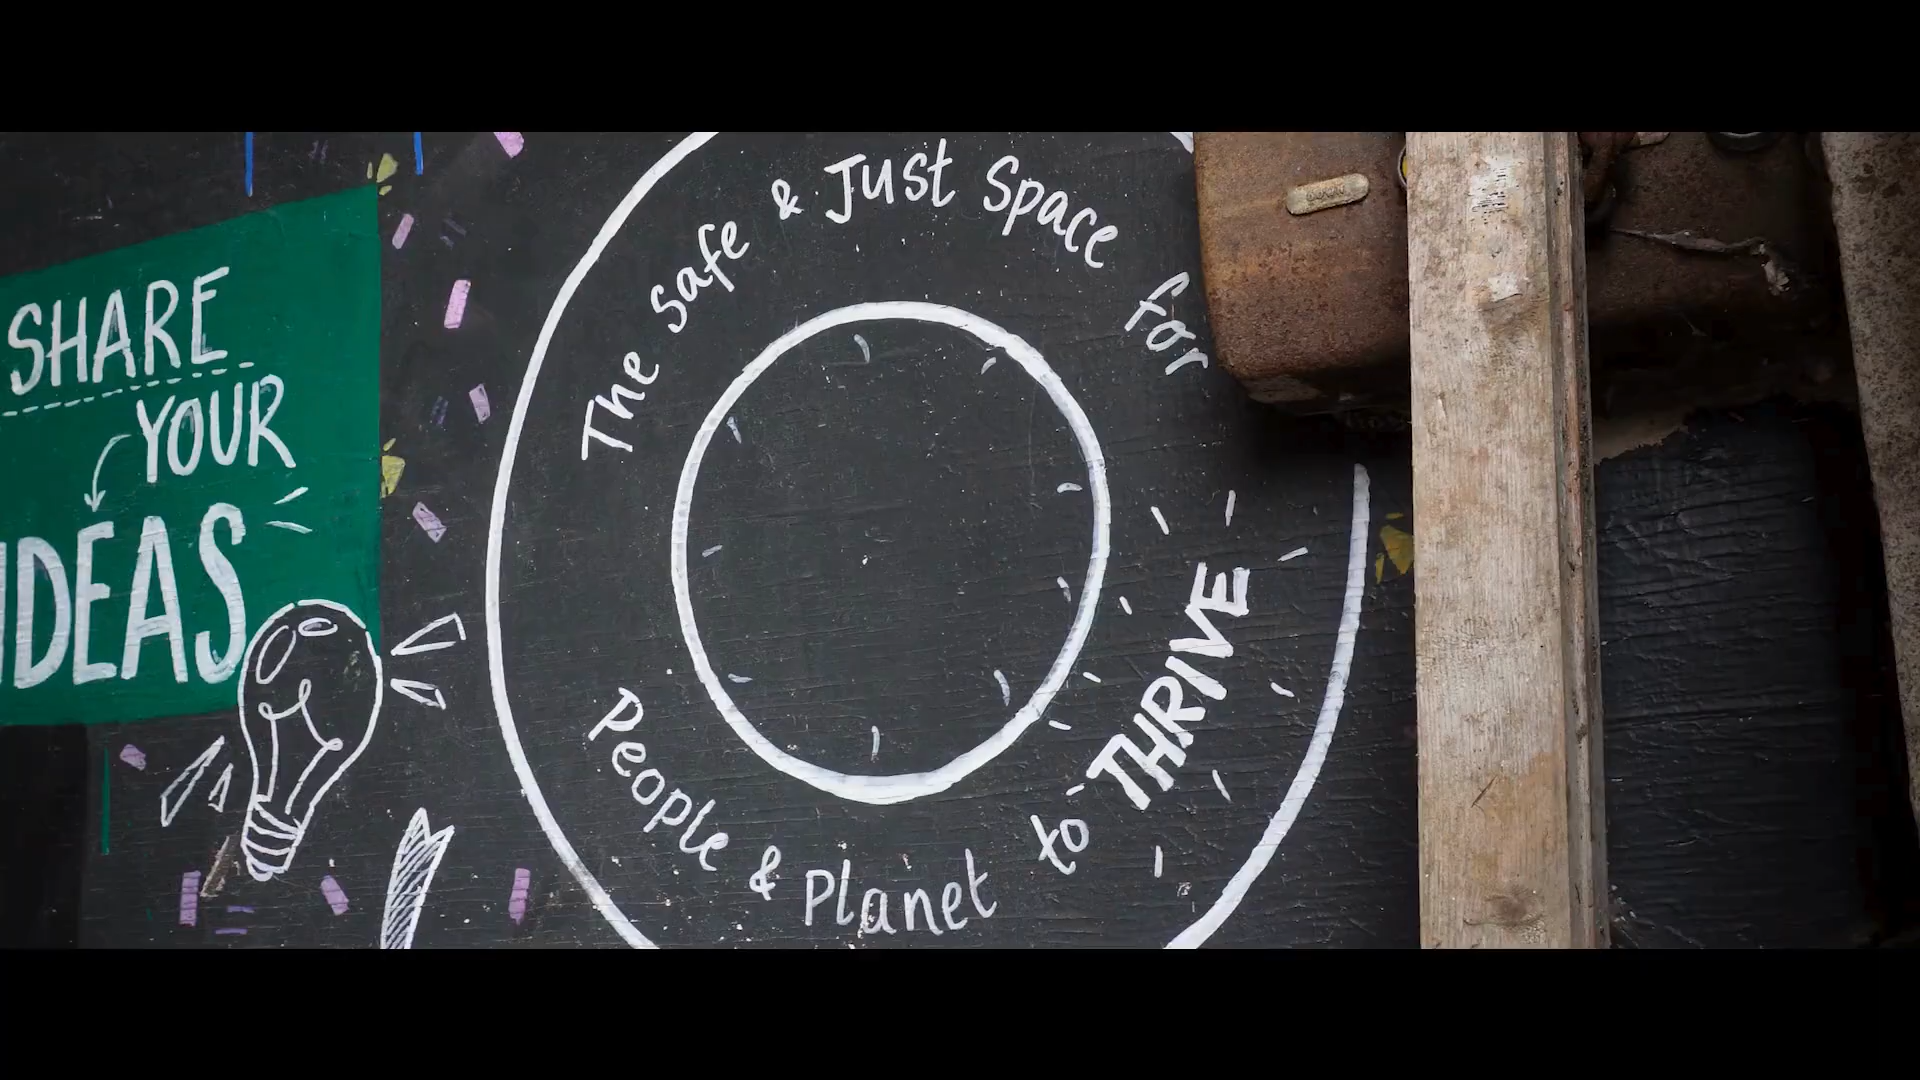 SHARE
YOUR
IDEAS
The safe & Just Space for
People & Planet to THRIVE